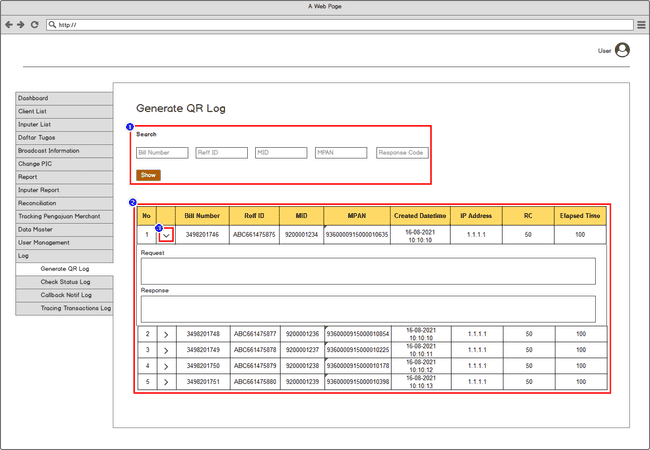 A Web Page
http://
User
Dashboard
Client List
Inputer List
Daftar Tugas
Broadcast Information
Change PIC
Report
Inputer Report
Reconciliation
Tracking Pengajuan Merchant
Data Master
User Management
Log
Generate QR Log
Check Status Log
Callback Notif Log
Tracing Transactions Log
Generate QR Log
1
Search
Bill Number Reff ID MID MPAN Response Code
Show
2
No Bill Number Reff ID MID MPAN Created Datetime IP Address RC Elapsed Time
3
1 3498201746 ABC661475875 9200001234 9360000915000010635 16-08-2021 10:10:10 1.1.1.1 50 100
Request
Response
2 3498201748 ABC661475877 9200001236 9360000915000010854 16-08-2021 10:10:10 1.1.1.1 50 100
3 3498201749 ABC661475878 9200001237 9360000915000010225 16-08-2021 10:10:11 1.1.1.1 50 100
4 3498201750 ABC661475879 9200001238 9360000915000010178 16-08-2021 10:10:12 1.1.1.1 50 100
5 3498201751 ABC661475880 9200001239 9360000915000010398 16-08-2021 10:10:13 1.1.1.1 50 100